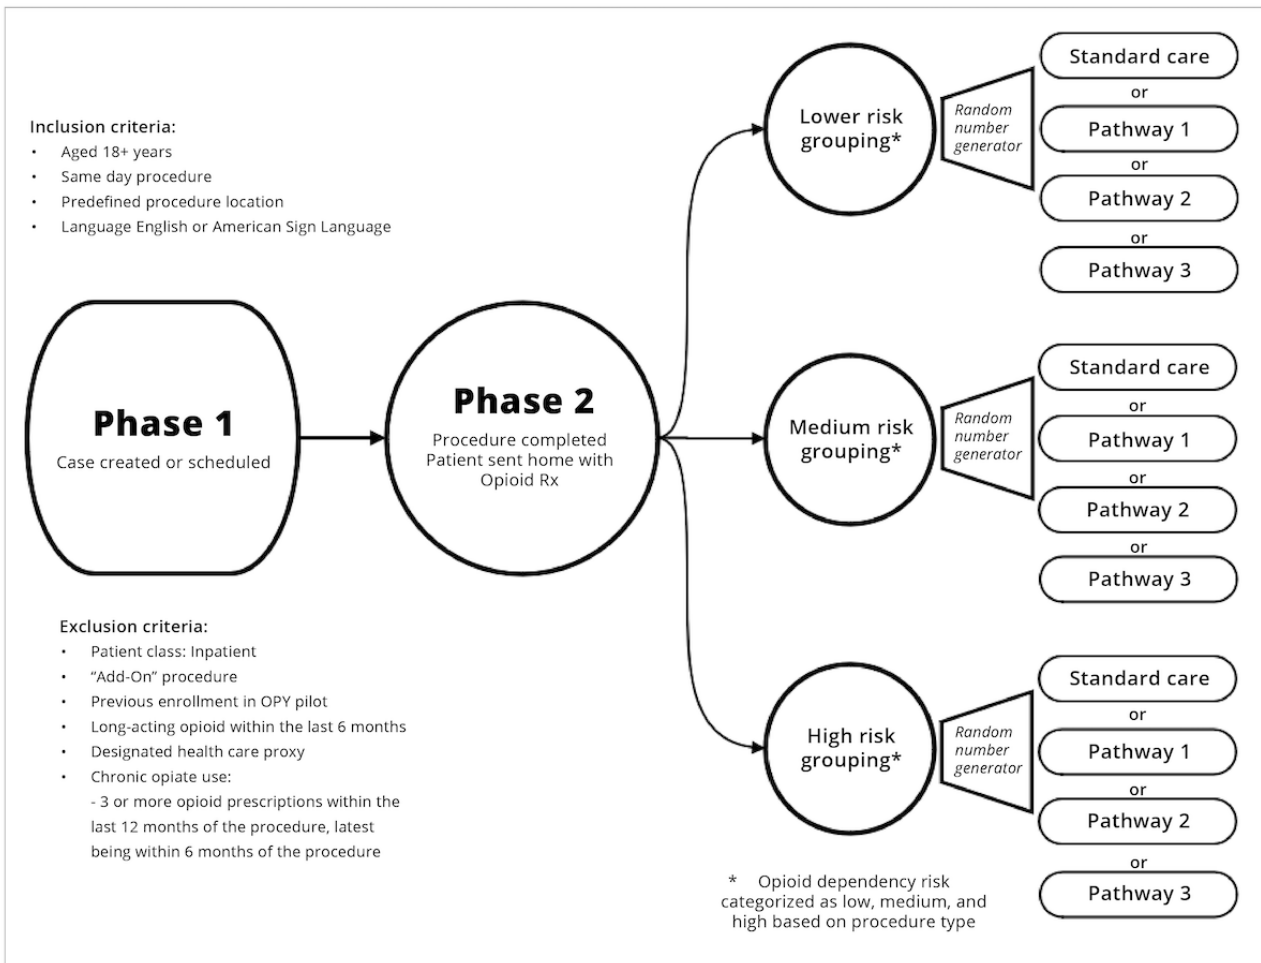 Inclusion criteria:
• Aged 18+ years
• Same day procedure
• Predefined procedure location
• Language English or American Sign Language
Phase 1
Case created or scheduled
Exclusion criteria:
• Patient class: Inpatient
• “Add-On” procedure
• Previous enrollment in OPY pilot
• Long-acting opioid within the last 6 months
• Designated health care proxy
• Chronic opiate use:
- 3 or more opioid prescriptions within the
last 12 months of the procedure, latest
being within 6 months of the procedure
Phase 2
Procedure completed
Patient sent home with
Opioid Rx
Lower risk
grouping*
Random
number
generator
Standard care
or
Pathway 1
or
Pathway 2
or
Pathway 3
Medium risk
grouping*
Random
number
generator
Standard care
or
Pathway 1
or
Pathway 2
or
Pathway 3
High risk
grouping*
Random
number
generator
Standard care
or
Pathway 1
or
Pathway 2
or
Pathway 3
* Opioid dependency risk
categorized as low, medium, and
high based on procedure type